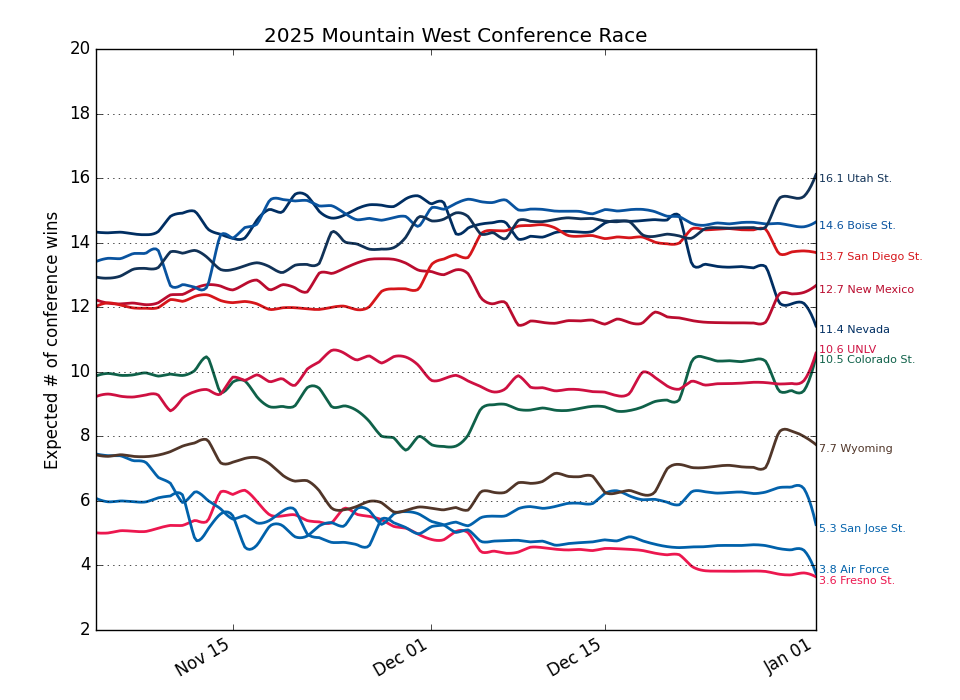 2025 Mountain West Conference Race
Expected # of conference wins
20
18
16
14
12
10
8
6
4
2
Nov 15
Dec 01
Dec 15
Jan 01
16.1 Utah St.
14.6 Boise St.
13.7 San Diego St.
12.7 New Mexico
11.4 Nevada
10.6 UNLV
10.5 Colorado St.
7.7 Wyoming
5.3 San Jose St.
3.8 Air Force
3.6 Fresno St.